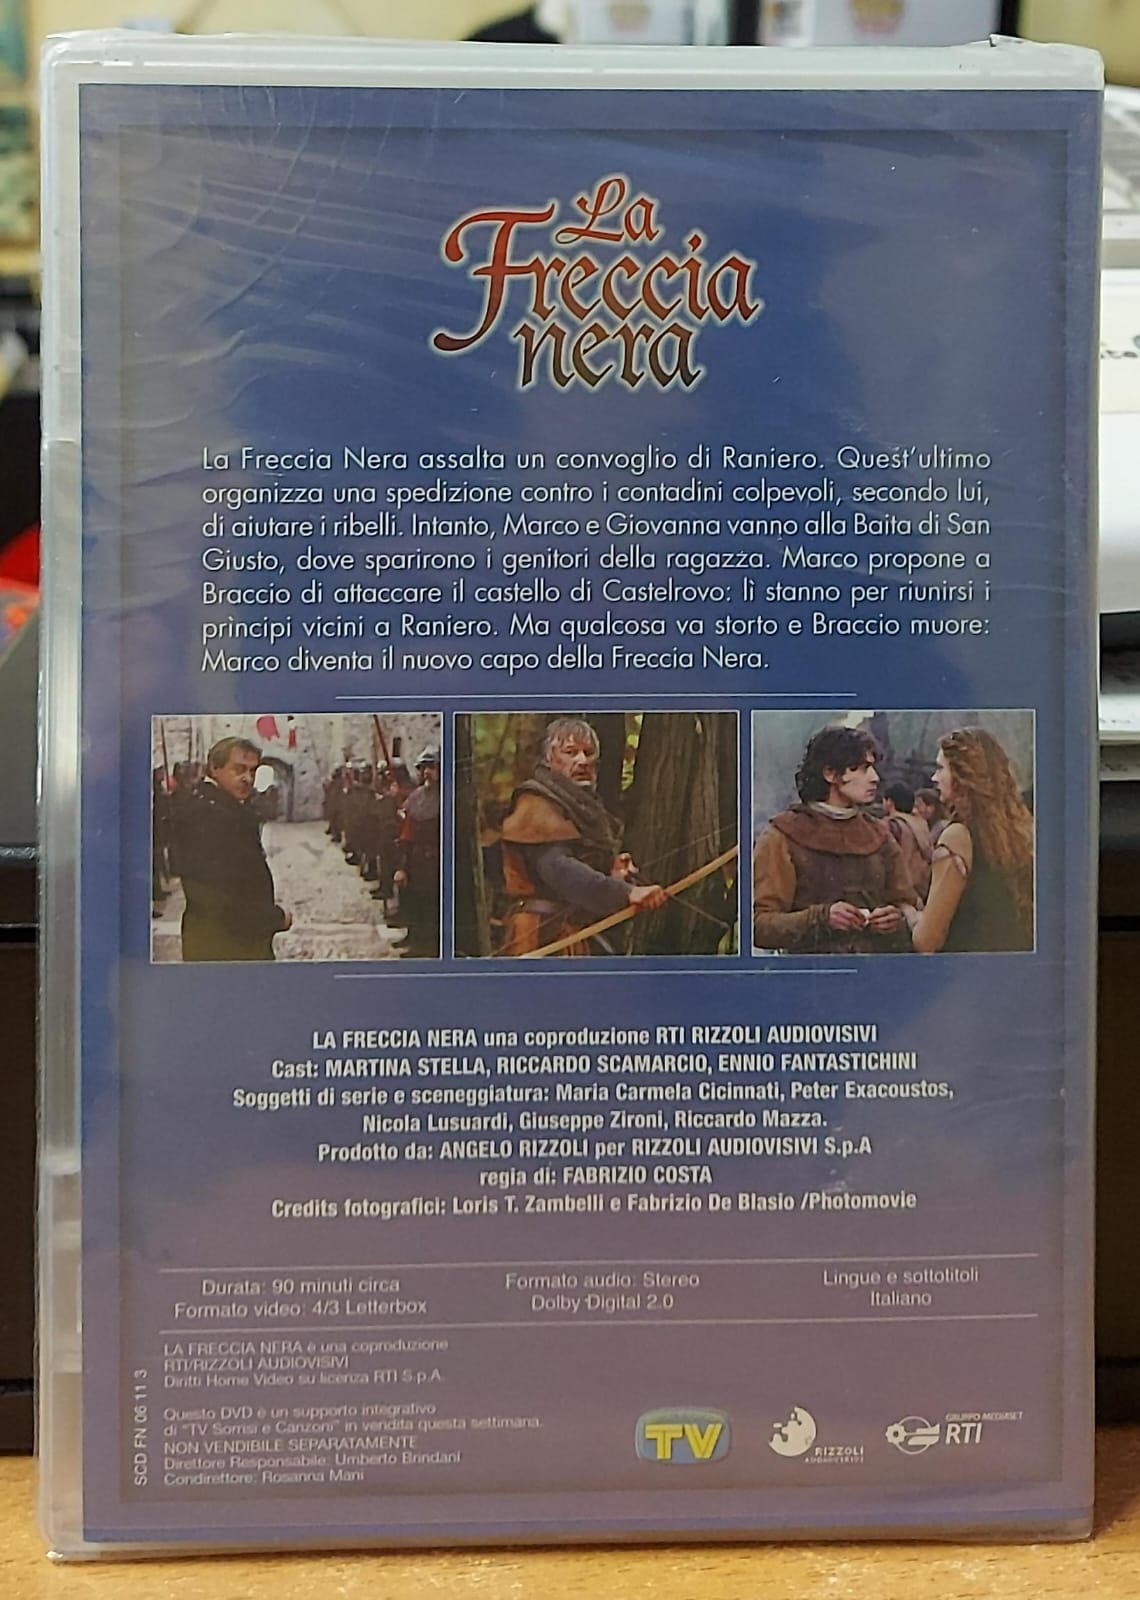 La
Freccia
nera
La Freccia Nera assalta un convoglio di Raniero. Quest'ultimo
organizza una spedizione contro i contadini colpevoli, secondo lui,
di aiutare i ribelli. Intanto, Marco e Giovanna vanno alla Baita di San
Giusto, dove sparirono i genitori della ragazza. Marco propone a
Braccio di attaccare il castello di Castelrovo: lì stanno per riunirsi i
prìncipi vicini a Raniero. Ma qualcosa va storto e Braccio muore:
Marco diventa il nuovo capo della Freccia Nera.
LA FRECCIA NERA una coproduzione RTI RIZZOLI AUDIOVISIVI
Cast: MARTINA STELLA, RICCARDO SCAMARCIO, ENNIO FANTASTICHINI
Soggetti di serie e sceneggiatura: Maria Carmela Cicinnati, Peter Exacoustos,
Nicola Lusuardi, Giuseppe Zironi, Riccardo Mazza.
Prodotto da: ANGELO RIZZOLI per RIZZOLI AUDIOVISIVI S.p.A
regia di: FABRIZIO COSTA
Credits fotografici: Loris T. Zambelli e Fabrizio De Blasio /Photomovie
Durata: 90 minuti circa
Formato video: 4/3 Letterbox
Formato audio: Stereo
Dolby Digital 2.0
Lingue e sottotitoli
Italiano
LA FRECCIA NERA è una coproduzione
RTI/RIZZOLI AUDIOVISIVI
Diritti Home Video su licenza RTI S.p.A.
Questo DVD è un supporto integrativo
di "TV Sorrisi e Canzoni" in vendita questa settimana.
NON VENDIBILE SEPARATAMENTE
Direttore Responsabile: Umberto Brindani
Condirettore: Rosanna Mani
SCD FN 06 11 3
TV
RIZZOLI
AUDIOVISIVI
GRUPPO MEDIASET
RTI